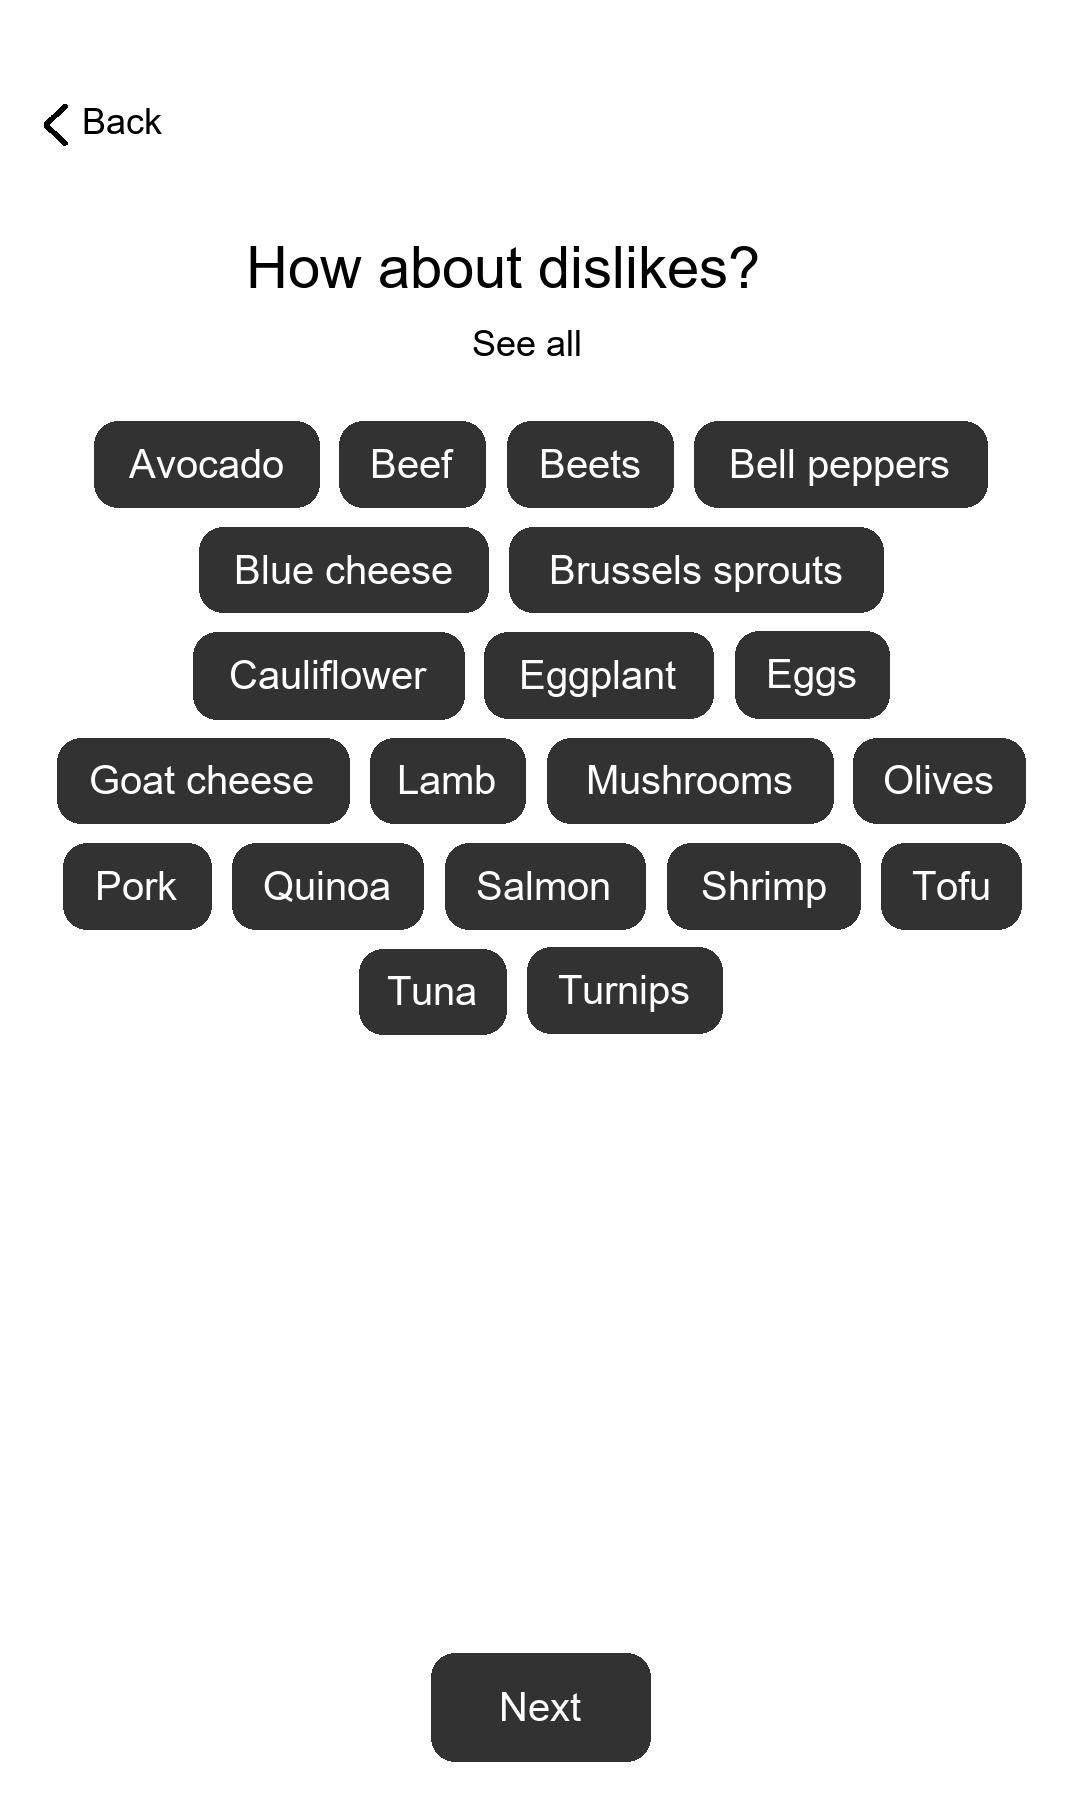 Back
How about dislikes?
See all
Avocado Beef Beets Bell peppers
Blue cheese Brussels sprouts
Cauliflower Eggplant Eggs
Goat cheese Lamb Mushrooms Olives
Pork Quinoa Salmon Shrimp Tofu
Tuna Turnips
Next